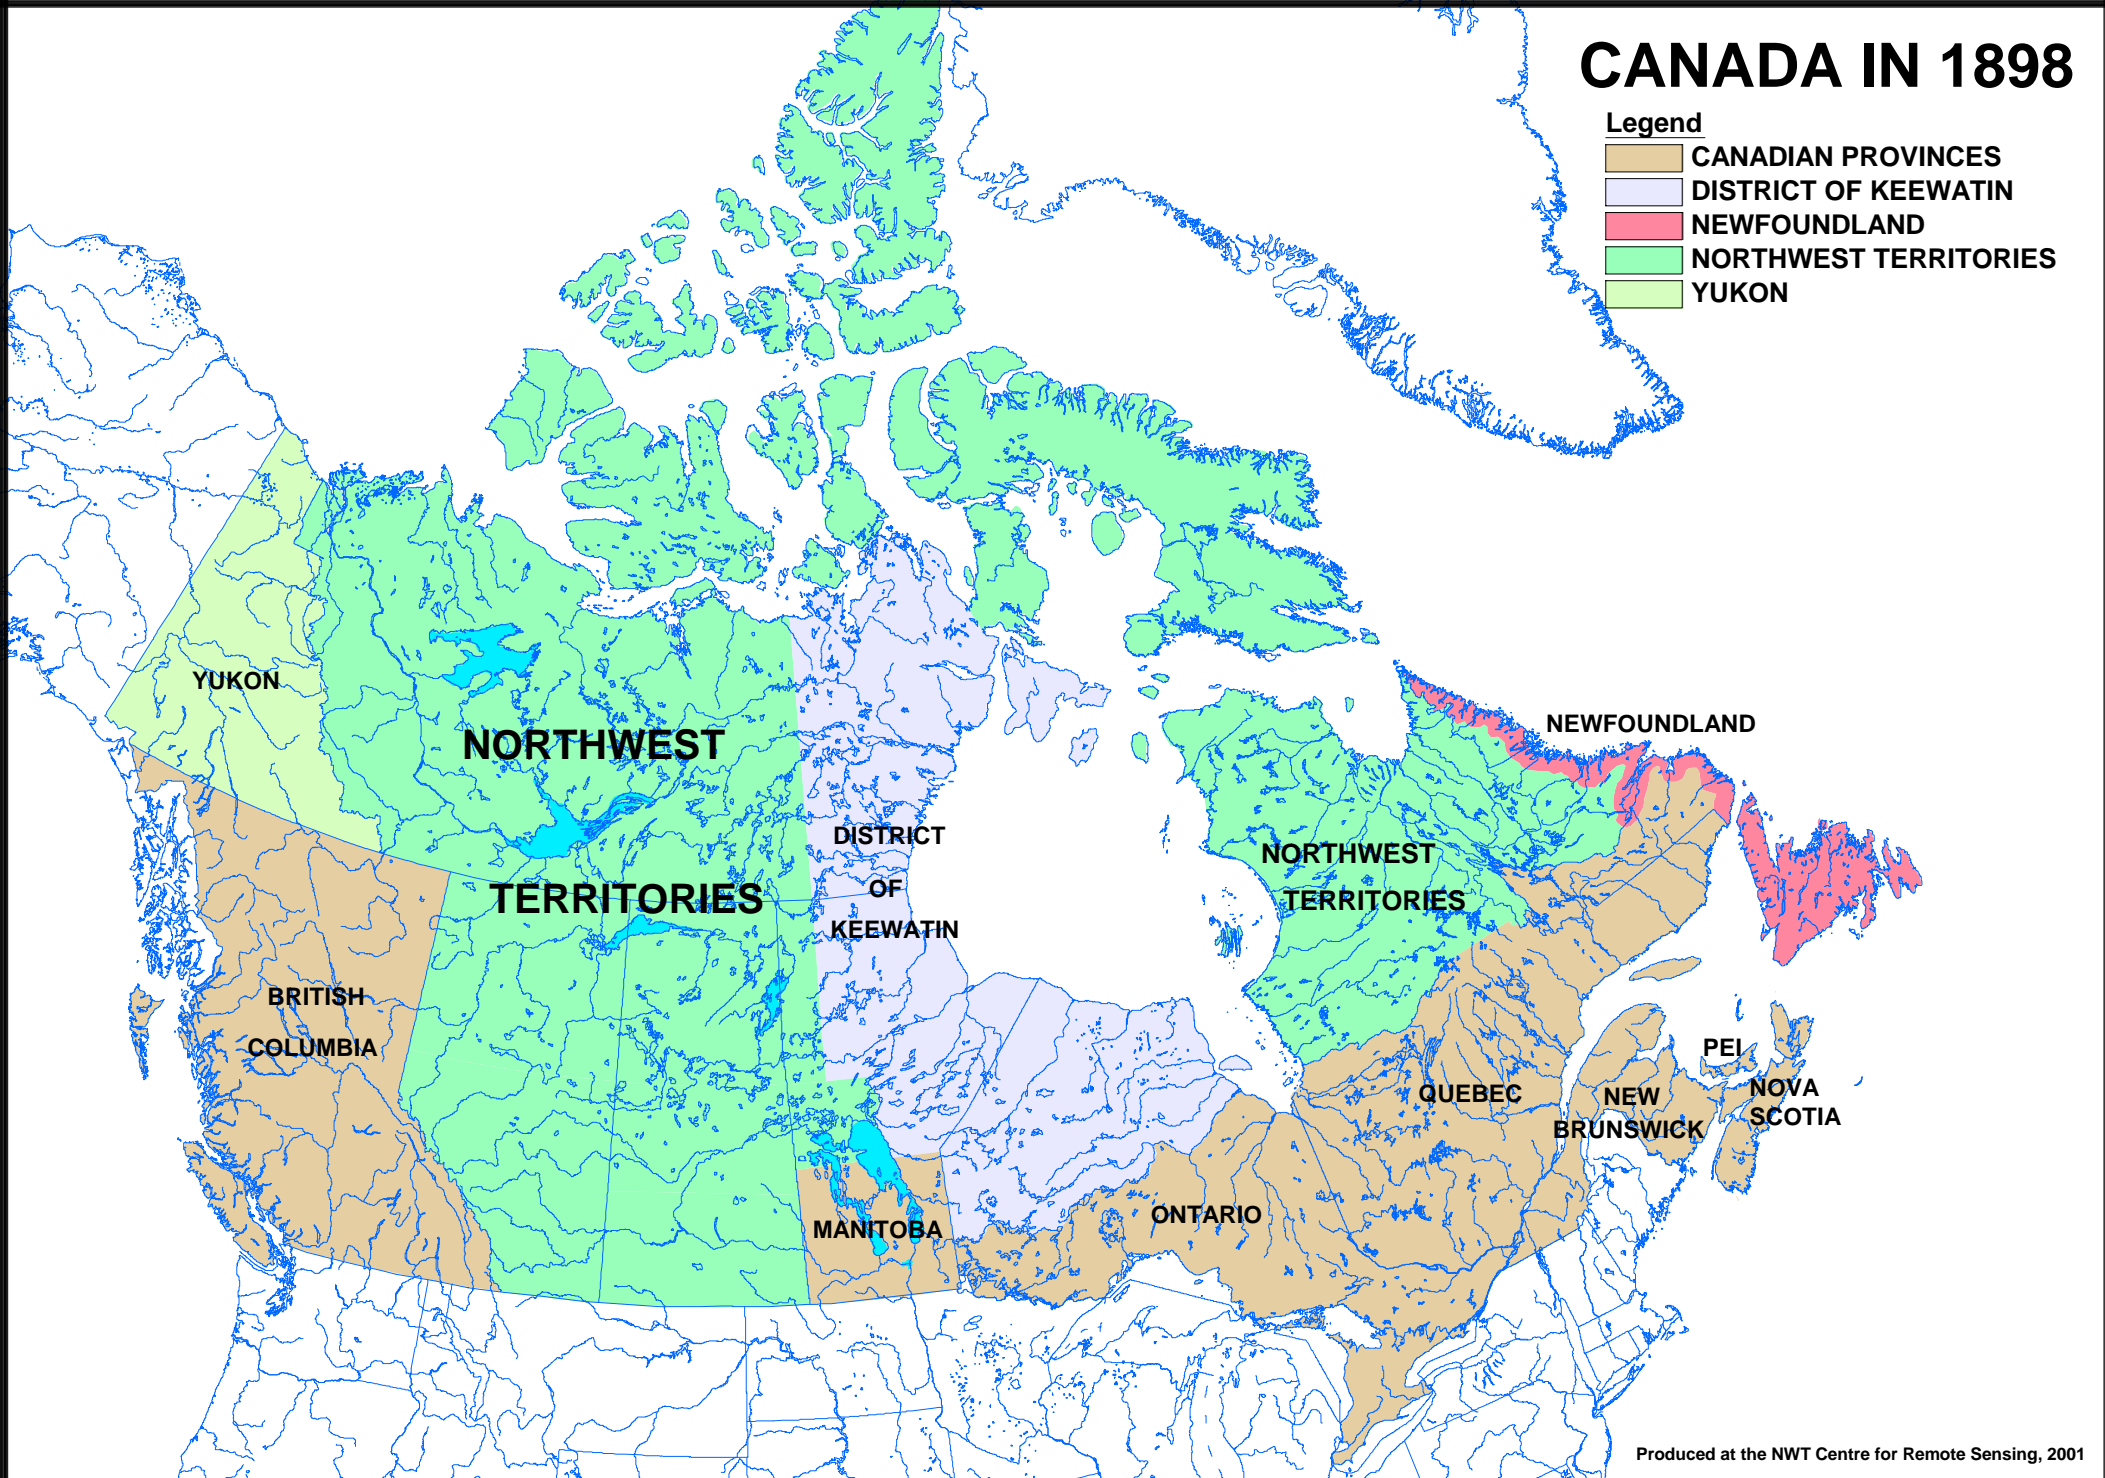 CANADA IN 1898
Legend
CANADIAN PROVINCES
DISTRICT OF KEEWATIN
NEWFOUNDLAND
NORTHWEST TERRITORIES
YUKON
YUKON
NORTHWEST
TERRITORIES
DISTRICT
OF
KEEWATIN
NEWFOUNDLAND
NORTHWEST
TERRITORIES
BRITISH
COLUMBIA
MANITOBA
ONTARIO
QUEBEC
NEW
BRUNSWICK
PEI
NOVA
SCOTIA
Produced at the NWT Centre for Remote Sensing, 2001